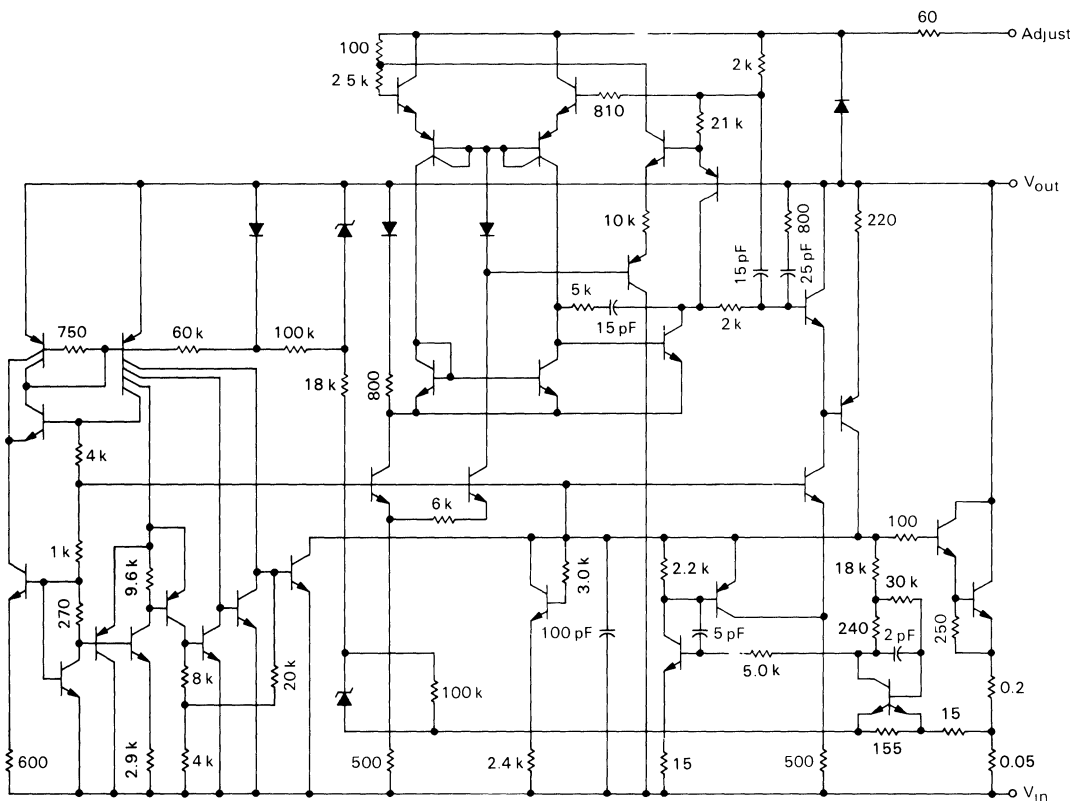 60
Adjust
100
2 5 k
2 k
810
21 k
Vout
10 k
800
220
15 pF
25 pF
5 k
15 pF
2 k
750
60 k
100 k
18 k
800
4 k
6 k
100
1 k
9.6 k
3.0 k
2.2 k
18 k
30 k
270
100 pF
5 pF
240
2 pF
250
8 k
20 k
5.0 k
100 k
0.2
15
155
600
2.9 k
4 k
500
2.4 k
15
500
0.05
Vin